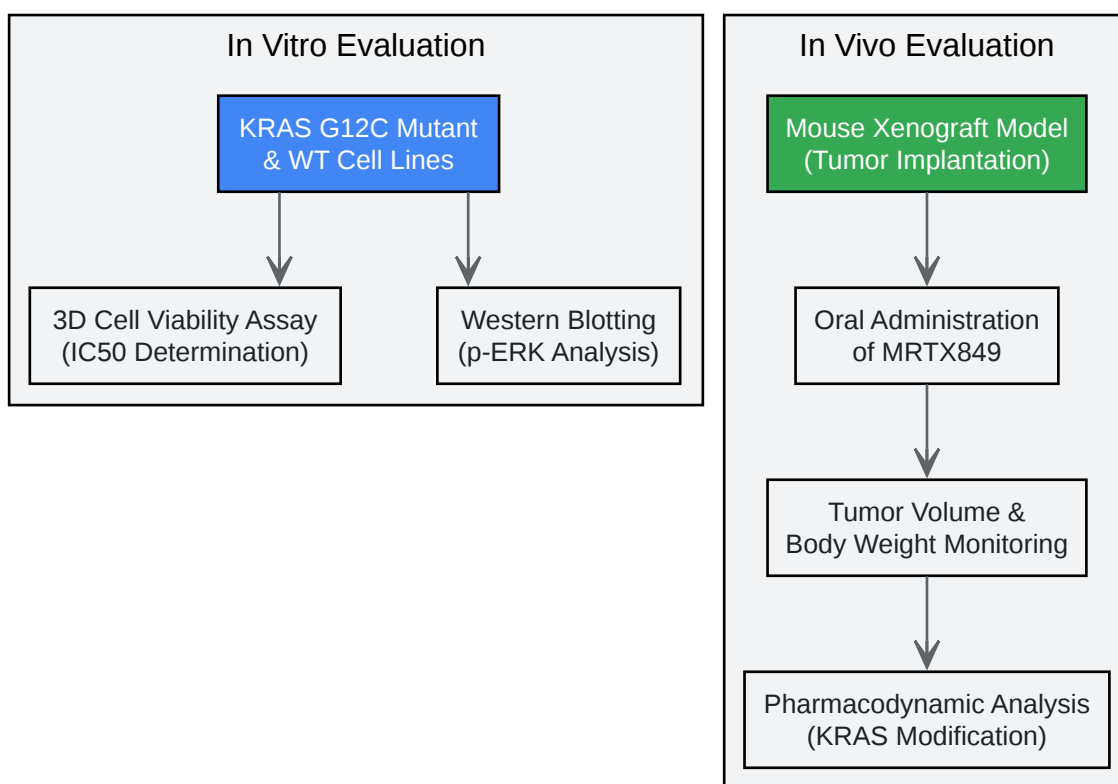 In Vitro Evaluation
KRAS G12C Mutant
& WT Cell Lines
3D Cell Viability Assay
(IC50 Determination)
Western Blotting
(p-ERK Analysis)
In Vivo Evaluation
Mouse Xenograft Model
(Tumor Implantation)
Oral Administration
of MRTX849
Tumor Volume &
Body Weight Monitoring
Pharmacodynamic Analysis
(KRAS Modification)